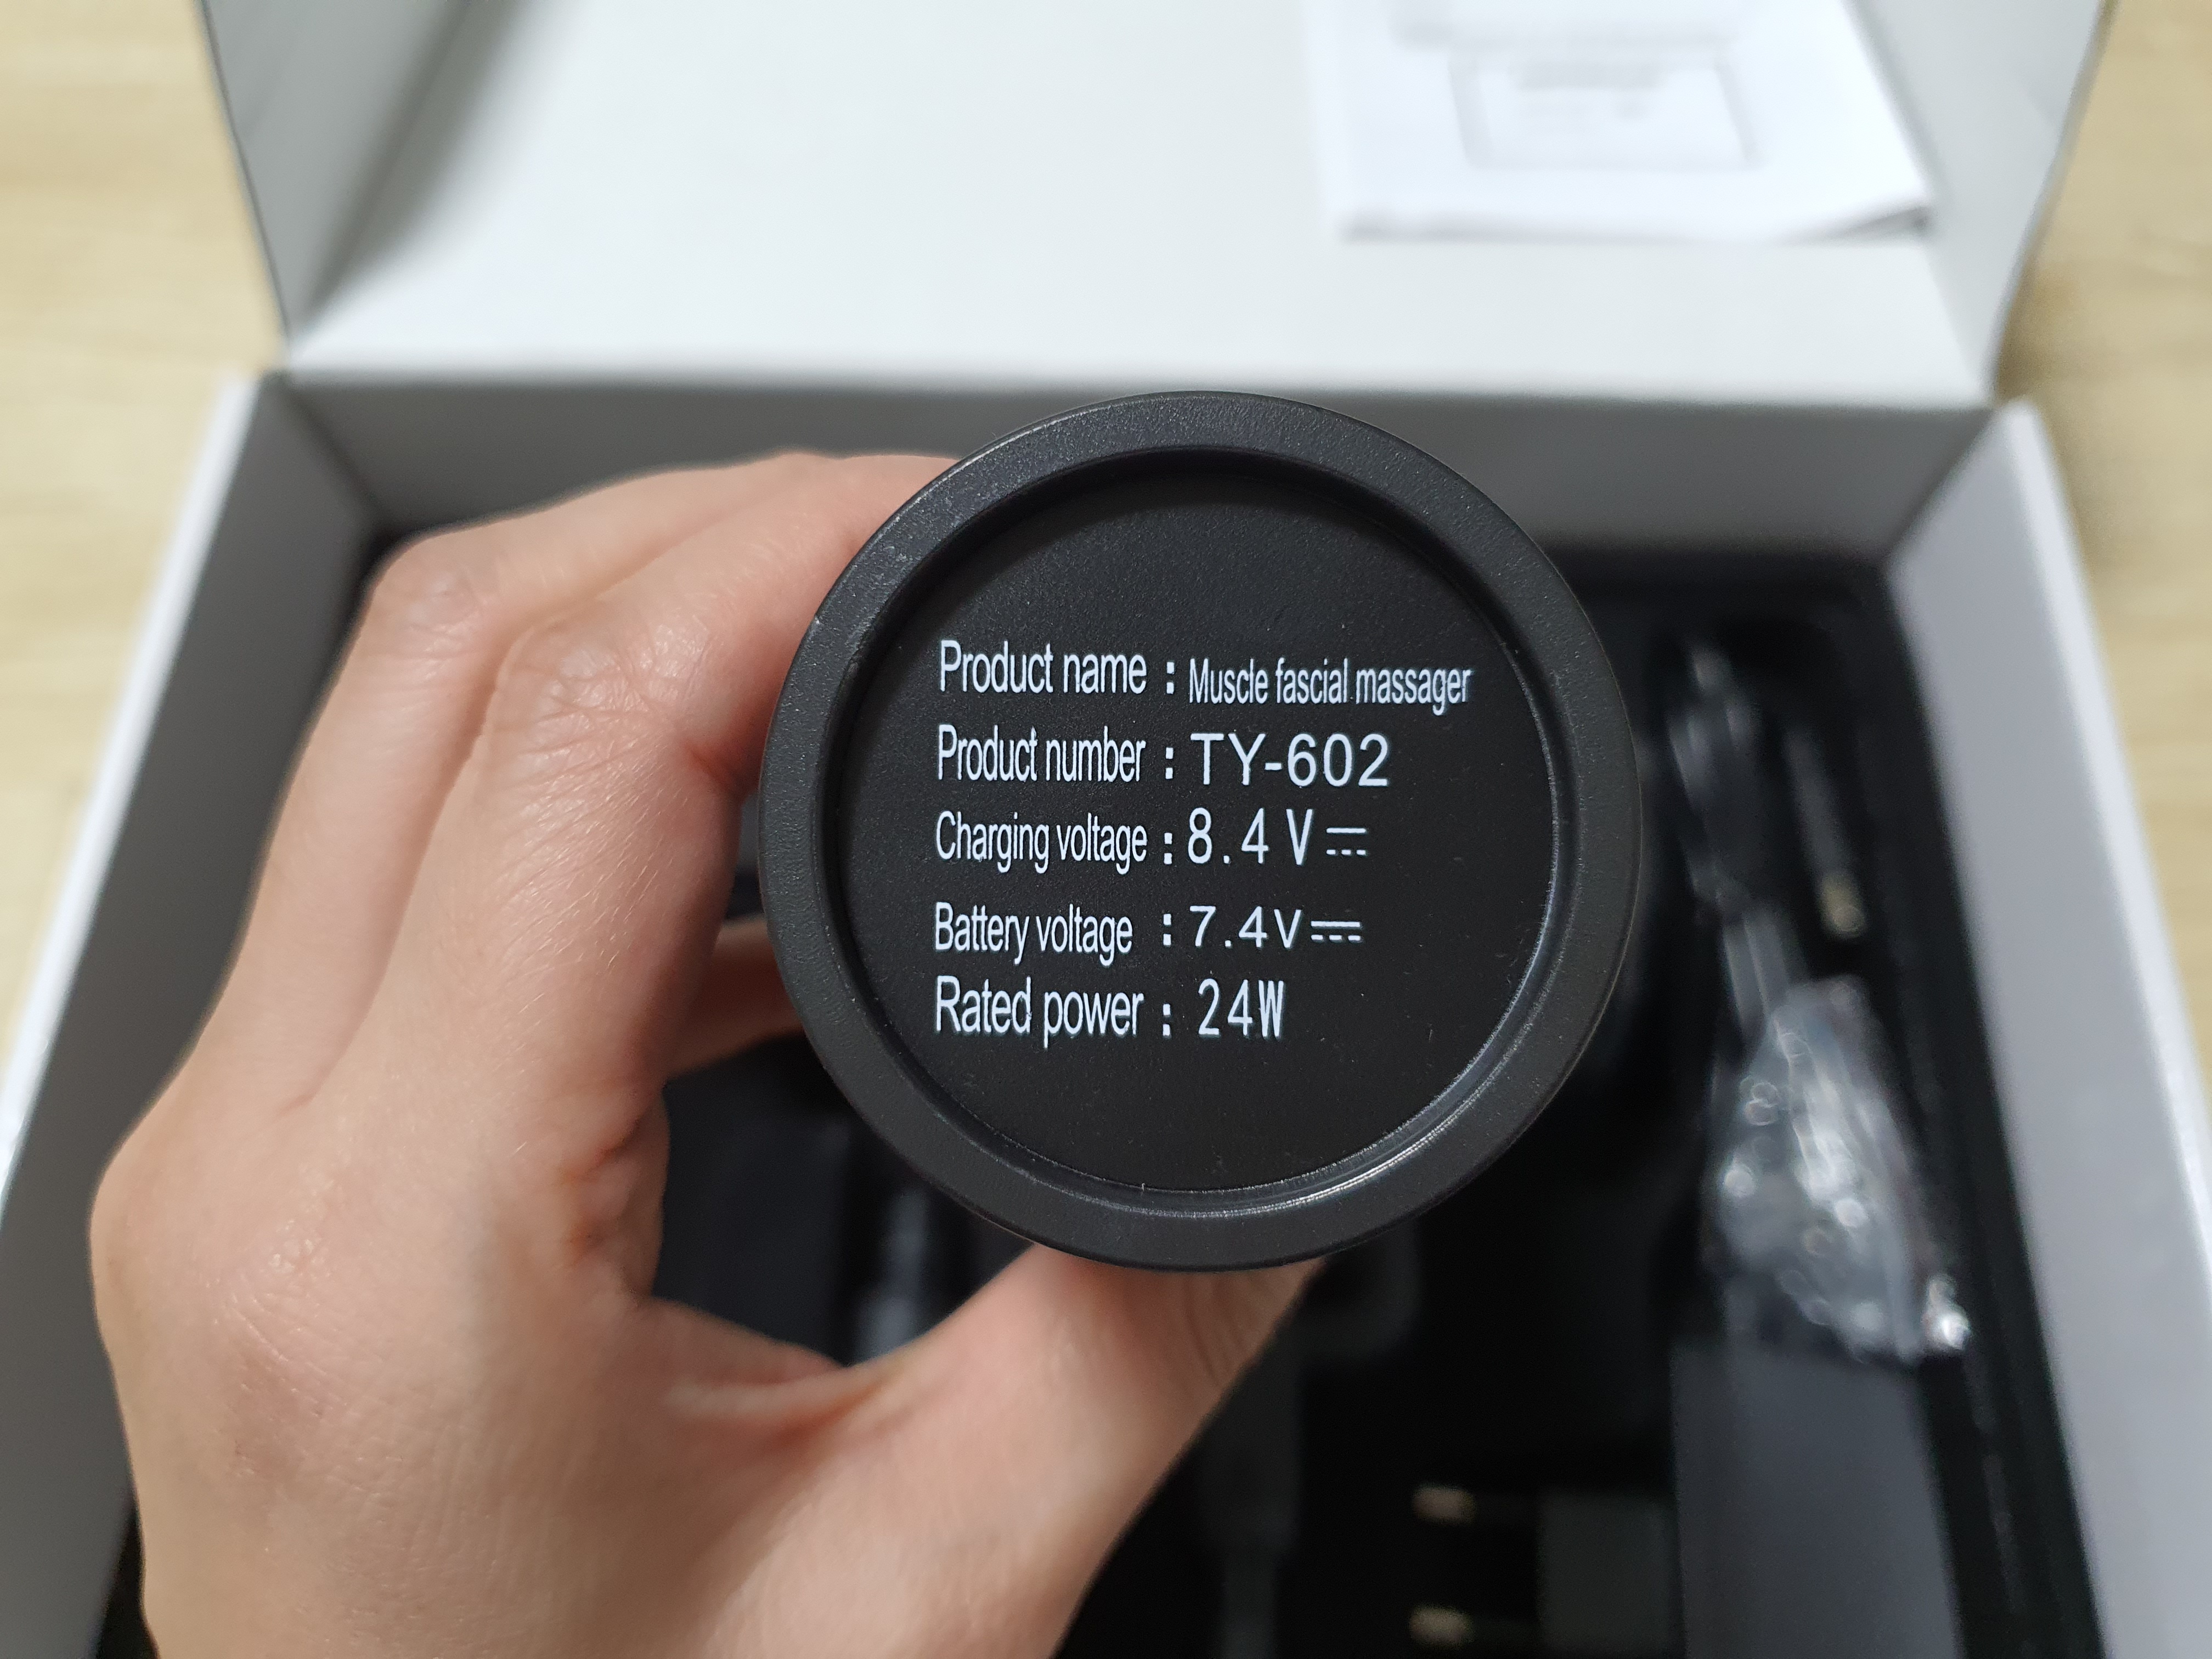 Product name : Muscle fascial massager
Product number : TY-602
Charging voltage : 8.4 V⎓
Battery voltage : 7.4V⎓
Rated power : 24W